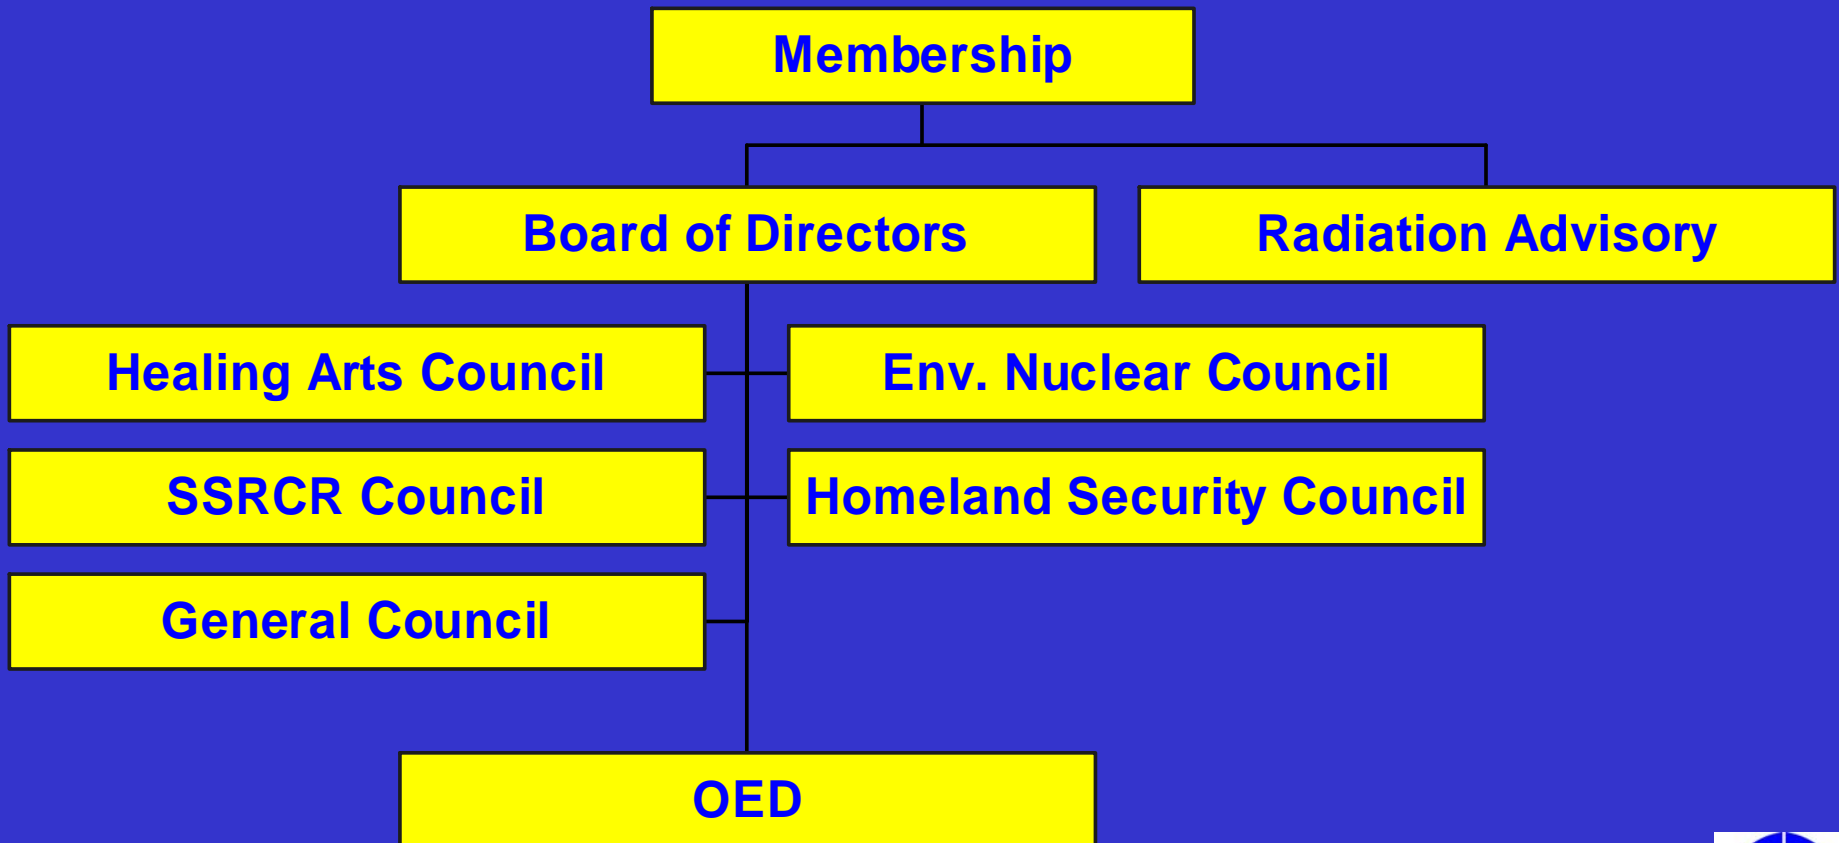 Membership
Board of Directors
Radiation Advisory
Healing Arts Council
Env. Nuclear Council
SSRCR Council
Homeland Security Council
General Council
OED